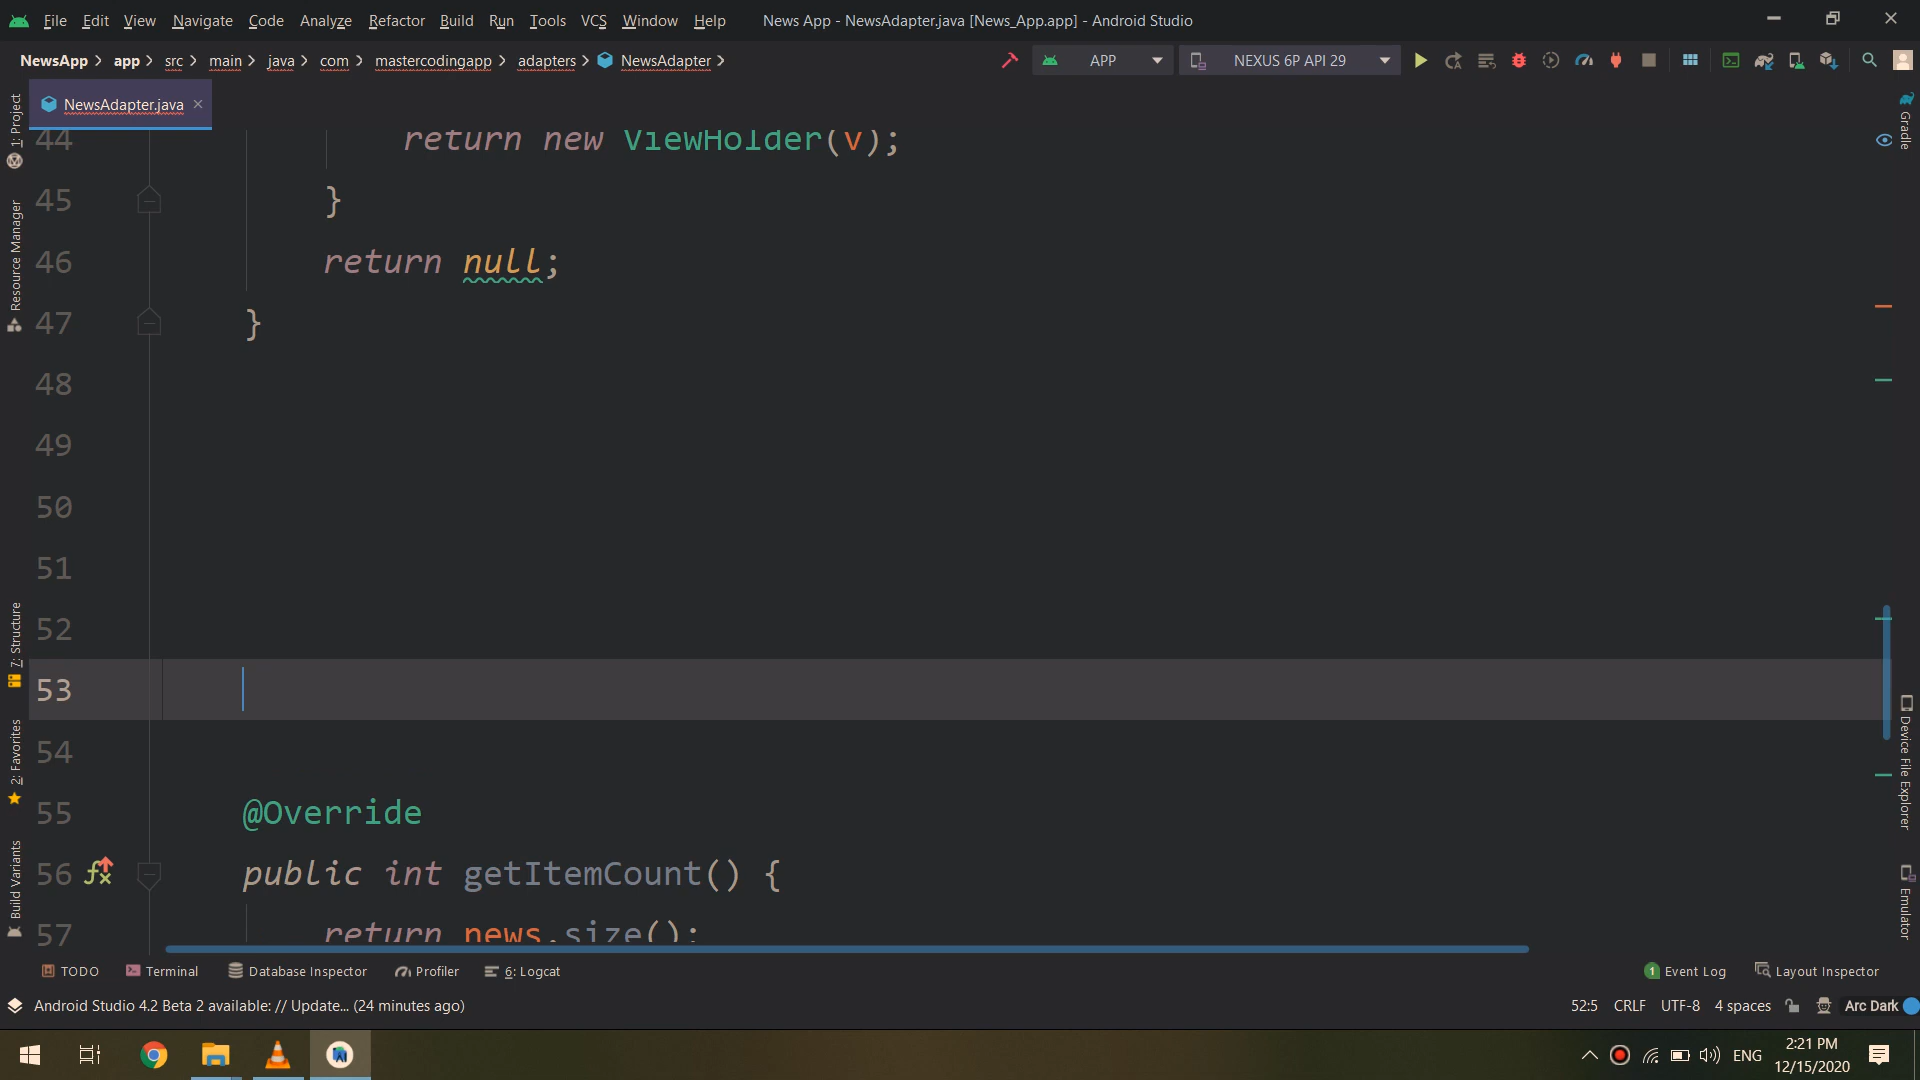 File Edit View Navigate Code Analyze Refactor Build Run Tools VCS Window Help News App - NewsAdapter.java [News_App.app] - Android Studio
NewsApp app src main java com mastercodingapp adapters NewsAdapter APP NEXUS 6P API 29
NewsAdapter.java
44 return new ViewHolder(v);
45 }
46 return null;
47 }
48
49
50
51
52
53
54
55 @Override
56 public int getItemCount() {
57 return news.size();
1: Project
Resource Manager
7: Structure
2: Favorites
Build Variants
Gradle
Device File Explorer
Emulator
TODO Terminal Database Inspector Profiler 6: Logcat 1 Event Log Layout Inspector
Android Studio 4.2 Beta 2 available: // Update... (24 minutes ago) 52:5 CRLF UTF-8 4 spaces Arc Dark
ENG 2:21 PM
12/15/2020